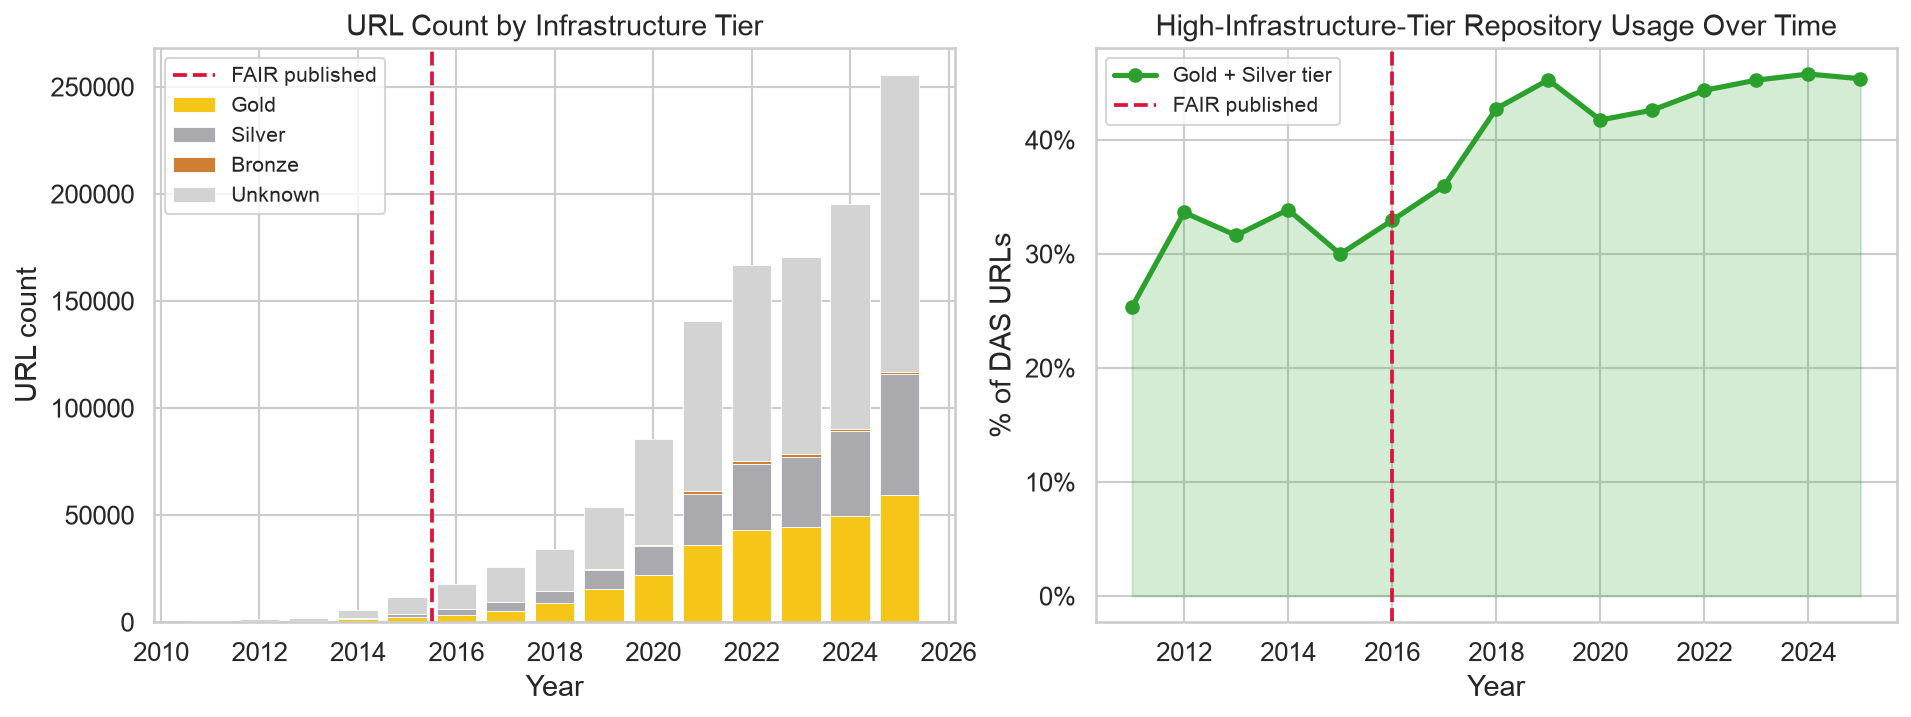 URL Count by Infrastructure Tier
FAIR published
Gold
Silver
Bronze
Unknown
250000
200000
150000
100000
50000
0
URL count
2010 2012 2014 2016 2018 2020 2022 2024 2026
Year
High-Infrastructure-Tier Repository Usage Over Time
Gold + Silver tier
FAIR published
40%
30%
20%
10%
0%
% of DAS URLs
2012 2014 2016 2018 2020 2022 2024
Year